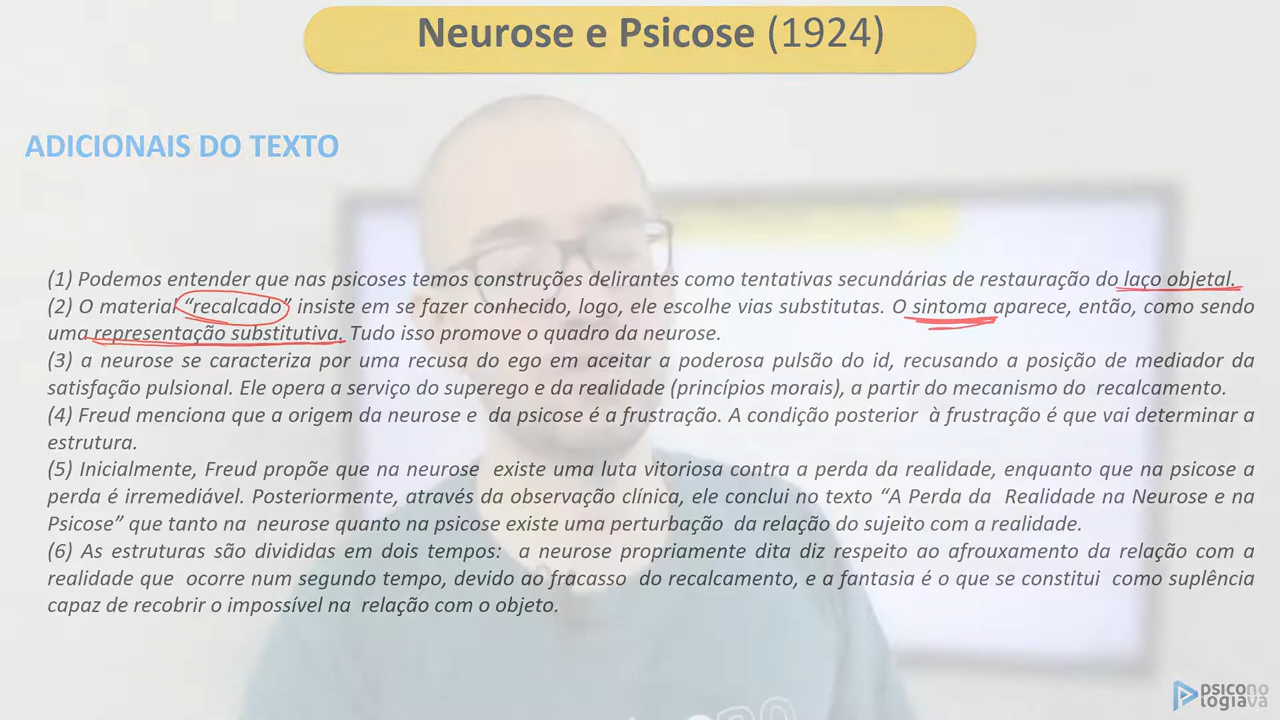 Neurose e Psicose (1924)
ADICIONAIS DO TEXTO
(1) Podemos entender que nas psicoses temos construções delirantes como tentativas secundárias de restauração do laço objetal.
(2) O material “recalcado” insiste em se fazer conhecido, logo, ele escolhe vias substitutas. O sintoma aparece, então, como sendo
uma representação substitutiva. Tudo isso promove o quadro da neurose.
(3) a neurose se caracteriza por uma recusa do ego em aceitar a poderosa pulsão do id, recusando a posição de mediador da
satisfação pulsional. Ele opera a serviço do superego e da realidade (princípios morais), a partir do mecanismo do recalcamento.
(4) Freud menciona que a origem da neurose e da psicose é a frustração. A condição posterior à frustração é que vai determinar a
estrutura.
(5) Inicialmente, Freud propõe que na neurose existe uma luta vitoriosa contra a perda da realidade, enquanto que na psicose a
perda é irremediável. Posteriormente, através da observação clínica, ele conclui no texto “A Perda da Realidade na Neurose e na
Psicose” que tanto na neurose quanto na psicose existe uma perturbação da relação do sujeito com a realidade.
(6) As estruturas são divididas em dois tempos: a neurose propriamente dita diz respeito ao afrouxamento da relação com a
realidade que ocorre num segundo tempo, devido ao fracasso do recalcamento, e a fantasia é o que se constitui como suplência
capaz de recobrir o impossível na relação com o objeto.
psicono
logiava